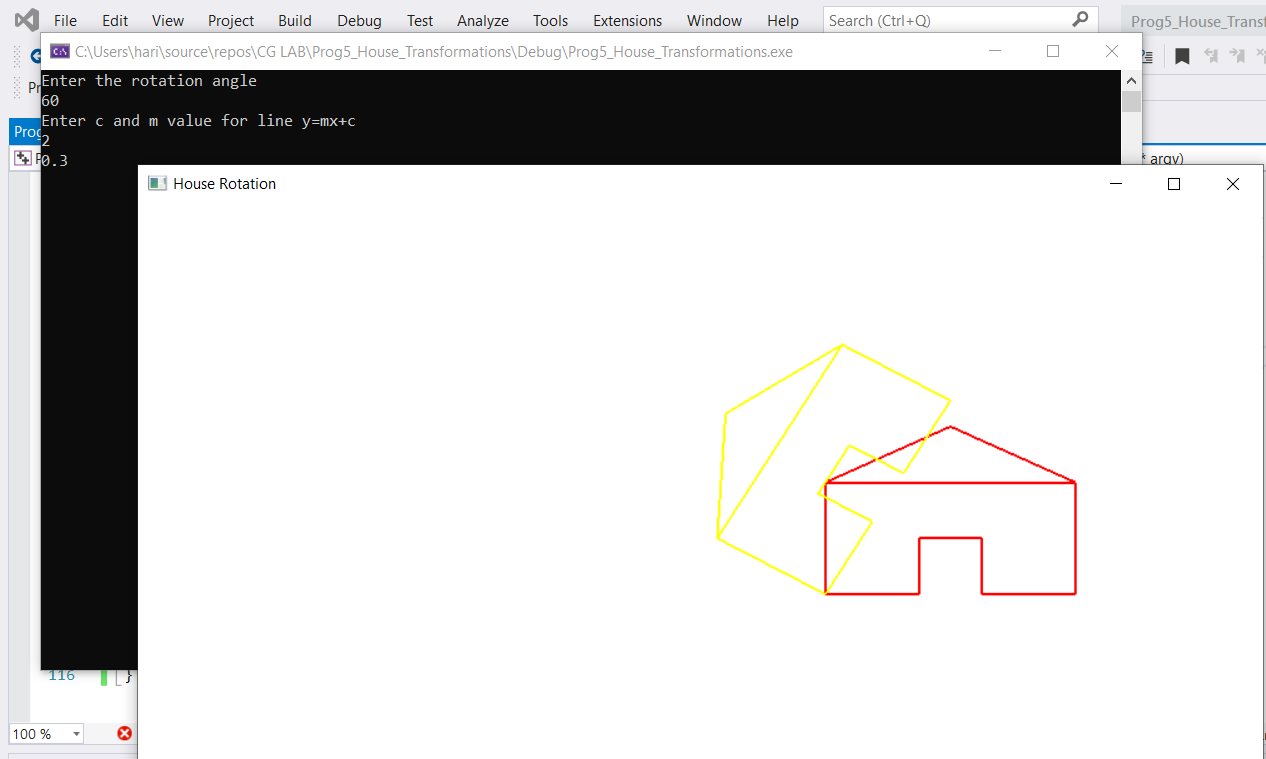 File Edit View Project Build Debug Test Analyze Tools Extensions Window Help Search (Ctrl+Q) Prog5_House_Transf
C:\Users\hari\source\repos\CG LAB\Prog5_House_Transformations\Debug\Prog5_House_Transformations.exe
Enter the rotation angle
Pr
60
Enter c and m value for line y=mx+c
Prog
2
0.3
* argv)
House Rotation
116 }
100 %